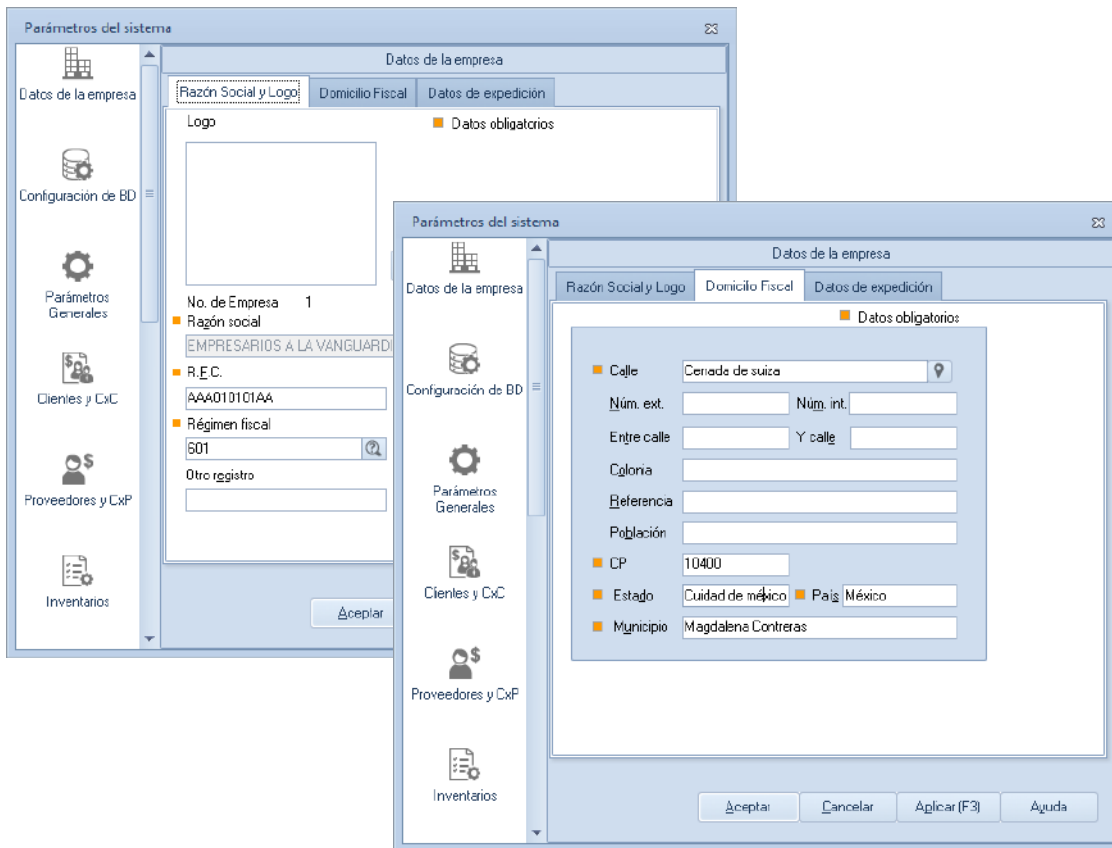 Parámetros del sistema
Datos de la empresa
Configuración de BD
Parámetros
Generales
Clientes y CxC
Proveedores y CxP
Inventarios
Datos de la empresa
Razón Social y Logo Domicilio Fiscal Datos de expedición
Logo Datos obligatorios
No. de Empresa 1
Razón social
EMPRESARIOS A LA VANGUARDI
R.F.C.
AAA010101AA
Régimen fiscal
601
Otro registro
Aceptar
Parámetros del sistema
Datos de la empresa
Configuración de BD
Parámetros
Generales
Clientes y CxC
Proveedores y CxP
Inventarios
Datos de la empresa
Razón Social y Logo Domicilo Fiscal Datos de expedición
Datos obligatorios
Calle Cerrada de suiza
Núm. ext. Núm. int.
Entre calle Y calle
Colonia
Referencia
Población
CP 10400
Estado Cuidad de méxico País México
Municipio Magdalena Contreras
Aceptar Cancelar Aplicar (F3) Ayuda